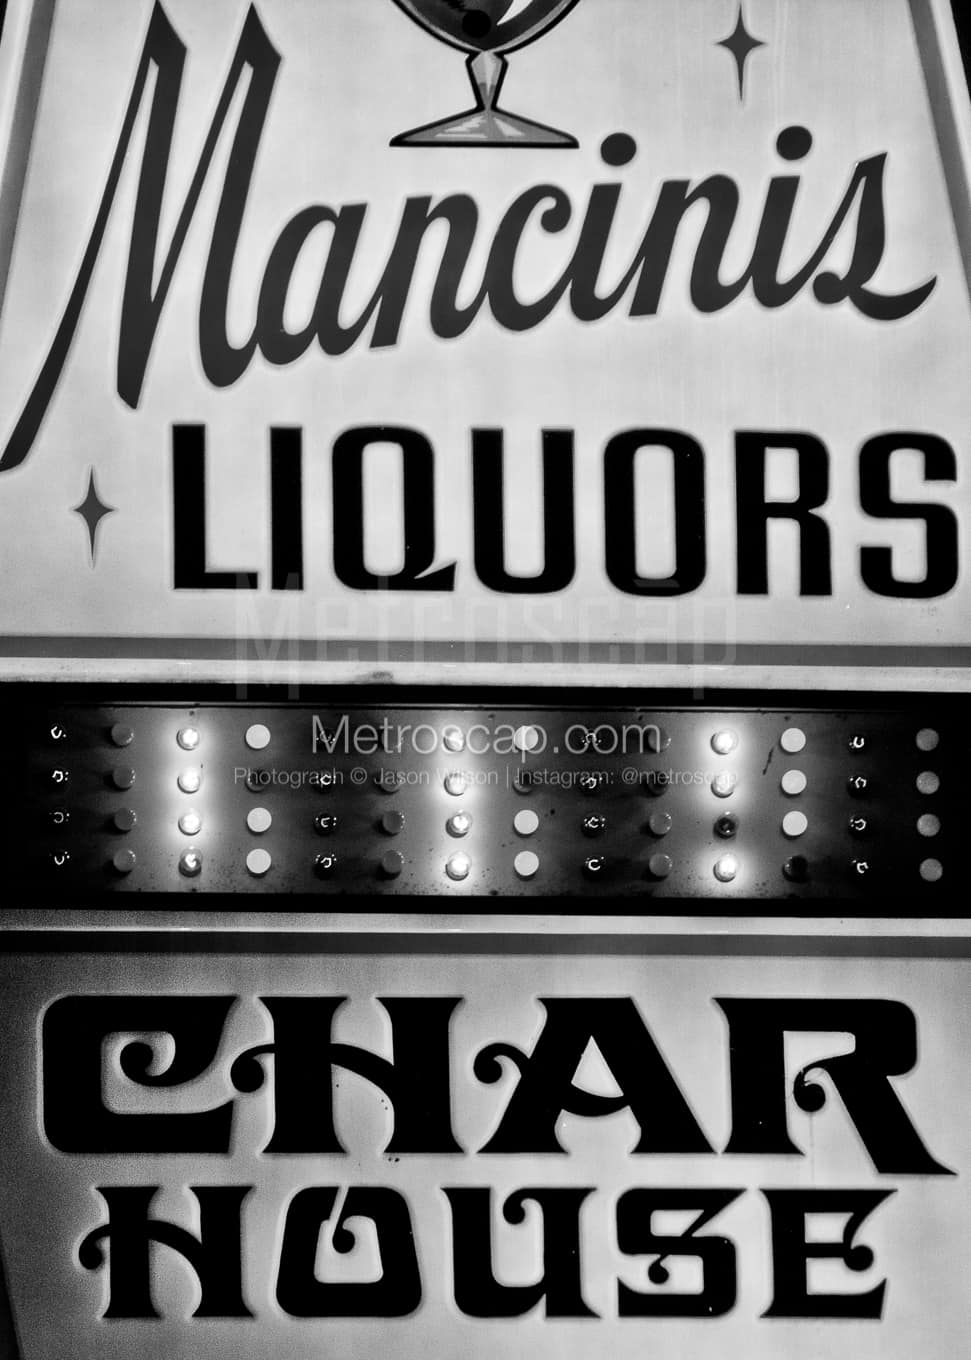 Mancinis
LIQUORS
Metroscap
Metroscap.com
Photograph © Jason Wilson | Instagram: @metroscap
CHAR
HOUSE